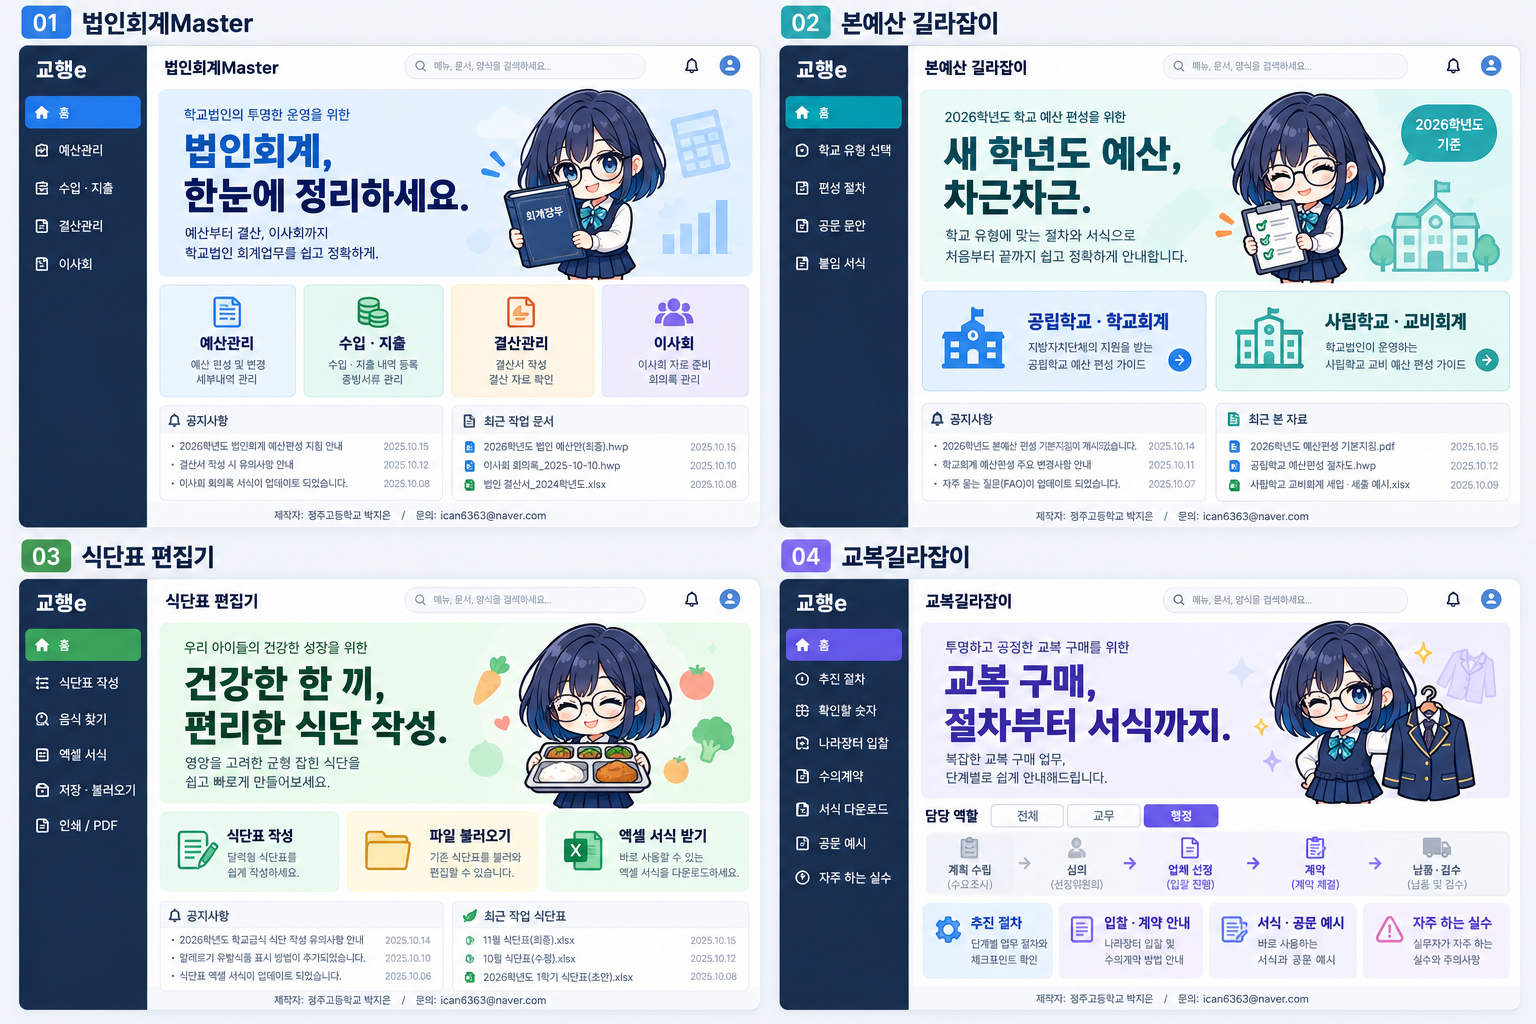 01 법인회계Master
교행e
홈
예산관리
수입 · 지출
결산관리
이사회
법인회계Master
메뉴, 문서, 양식을 검색하세요...
학교법인의 투명한 운영을 위한
법인회계,
한눈에 정리하세요.
예산부터 결산, 이사회까지
학교법인 회계업무를 쉽고 정확하게.
회계장부
예산관리
예산 편성 및 변경
세부내역 관리
수입 · 지출
수입 · 지출 내역 등록
증빙서류 관리
결산관리
결산서 작성
결산 자료 확인
이사회
이사회 자료 준비
회의록 관리
공지사항
• 2026학년도 법인회계 예산편성 지침 안내 2025.10.15
• 결산서 작성 시 유의사항 안내 2025.10.12
• 이사회 회의록 서식이 업데이트 되었습니다. 2025.10.08
최근 작업 문서
2026학년도 법인 예산안(최종).hwp 2025.10.15
이사회 회의록_2025-10-10.hwp 2025.10.10
법인 결산서_2024학년도.xlsx 2025.10.08
제작자: 정주고등학교 박지은 / 문의: ican6363@naver.com
02 본예산 길라잡이
교행e
홈
학교 유형 선택
편성 절차
공문 문안
붙임 서식
본예산 길라잡이
메뉴, 문서, 양식을 검색하세요...
2026학년도 학교 예산 편성을 위한
새 학년도 예산,
차근차근.
학교 유형에 맞는 절차와 서식으로
처음부터 끝까지 쉽고 정확하게 안내합니다.
2026학년도
기준
공립학교 · 학교회계
지방자치단체의 지원을 받는
공립학교 예산 편성 가이드
사립학교 · 교비회계
학교법인이 운영하는
사립학교 교비 예산 편성 가이드
공지사항
• 2026학년도 본예산 편성 기본지침이 게시되었습니다. 2025.10.14
• 학교회계 예산편성 주요 변경사항 안내 2025.10.11
• 자주 묻는 질문(FAO)이 업데이트 되었습니다. 2025.10.07
최근 본 자료
2026학년도 예산편성 기본지침.pdf 2025.10.15
공립학교 예산편성 절차도.hwp 2025.10.12
사립학교 교비회계 세입 · 세출 예시.xlsx 2025.10.09
제작자: 정주고등학교 박지은 / 문의: ican6363@naver.com
03 식단표 편집기
교행e
홈
식단표 작성
음식 찾기
엑셀 서식
저장 · 불러오기
인쇄 / PDF
식단표 편집기
메뉴, 문서, 양식을 검색하세요...
우리 아이들의 건강한 성장을 위한
건강한 한 끼,
편리한 식단 작성.
영양을 고려한 균형 잡힌 식단을
쉽고 빠르게 만들어보세요.
식단표 작성
달력형 식단표를
쉽게 작성하세요.
파일 불러오기
기존 식단표를 불러와
편집할 수 있습니다.
X
엑셀 서식 받기
바로 사용할 수 있는
엑셀 서식을 다운로드하세요.
공지사항
• 2026학년도 학교급식 식단 작성 유의사항 안내 2025.10.14
• 알레르기 유발식품 표시 방법이 추가되었습니다. 2025.10.10
• 식단표 엑셀 서식이 업데이트 되었습니다. 2025.10.06
최근 작업 식단표
11월 식단표(최종).xlsx 2025.10.15
10월 식단표(수정).xlsx 2025.10.12
2026학년도 1학기 식단표(초안).xlsx 2025.10.08
제작자: 정주고등학교 박지은 / 문의: ican6363@naver.com
04 교복길라잡이
교행e
홈
추진 절차
확인할 숫자
나라장터 입찰
수의계약
서식 다운로드
공문 예시
자주 하는 실수
교복길라잡이
메뉴, 문서, 양식을 검색하세요...
투명하고 공정한 교복 구매를 위한
교복 구매,
절차부터 서식까지.
복잡한 교복 구매 업무,
단계별로 쉽게 안내해드립니다.
담당 역할 전체 교무 행정
계획 수립
(수요조사)
심의
(선정위원회)
업체 선정
(입찰 진행)
계약
(계약 체결)
납품 · 검수
(납품 및 검수)
추진 절차
단계별 업무 절차와
체크포인트 확인
입찰 · 계약 안내
나라장터 입찰 및
수의계약 방법 안내
서식 · 공문 예시
바로 사용하는
서식과 공문 예시
자주 하는 실수
실무자가 자주 하는
실수와 주의사항
제작자: 정주고등학교 박지은 / 문의: ican6363@naver.com